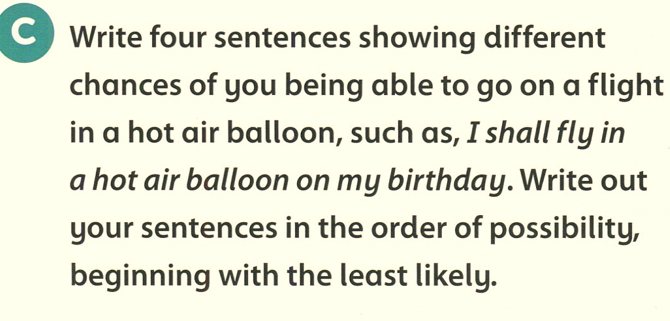 C
Write four sentences showing different
chances of you being able to go on a flight
in a hot air balloon, such as, I shall fly in
a hot air balloon on my birthday. Write out
your sentences in the order of possibility,
beginning with the least likely.